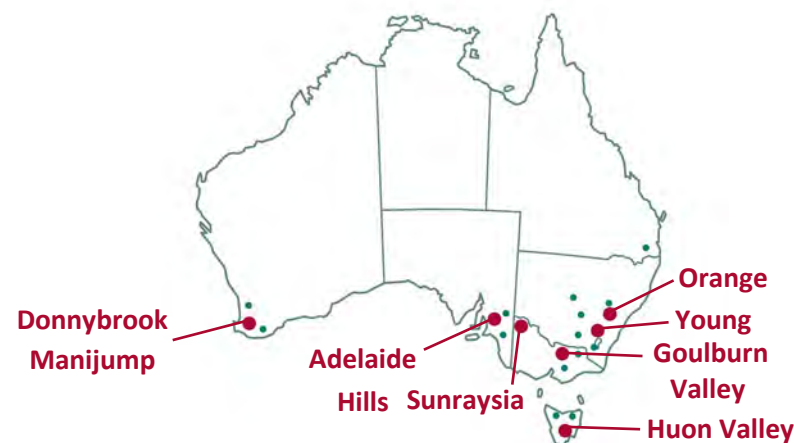 Orange
Donnybrook
Manijump
Young
Adelaide
Hills
Sunraysia
Goulburn
Valley
Huon Valley